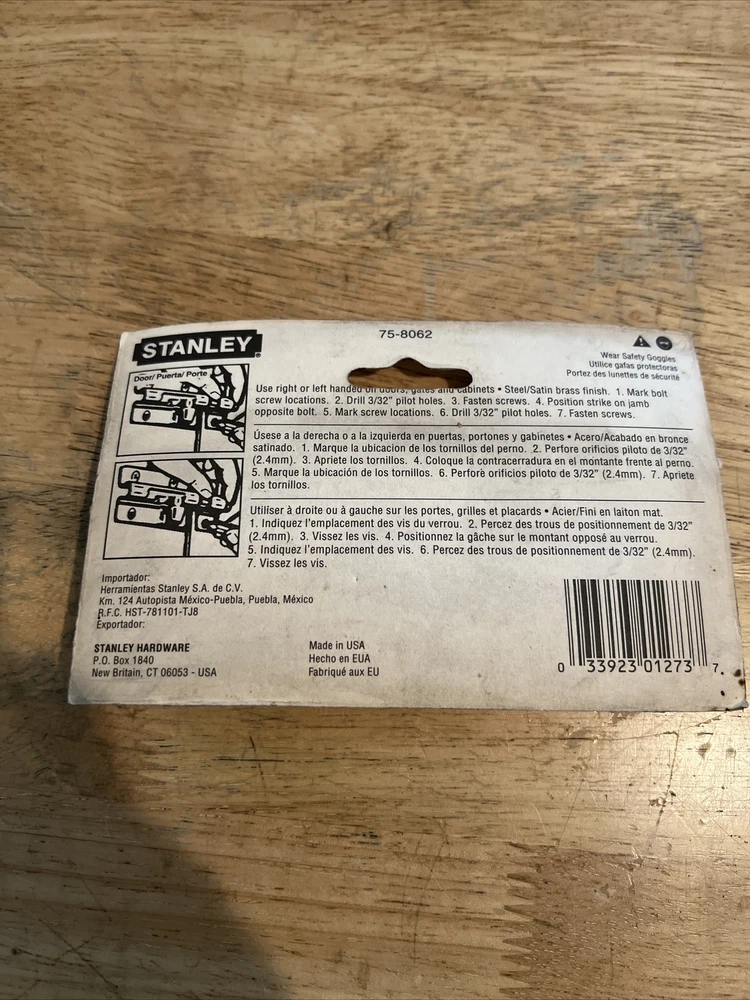 STANLEY®
75-8062
Wear Safety Goggles
Utilice gafas protectoras
Portez des lunettes de sécurité
Door/ Puerta/ Porte
Use right or left handed on doors, gates and cabinets • Steel/Satin brass finish. 1. Mark bolt
screw locations. 2. Drill 3/32" pilot holes. 3. Fasten screws. 4. Position strike on jamb
opposite bolt. 5. Mark screw locations. 6. Drill 3/32" pilot holes. 7. Fasten screws.
Úsese a la derecha o a la izquierda en puertas, portones y gabinetes • Acero/Acabado en bronce
satinado. 1. Marque la ubicacion de los tornillos del perno. 2. Perfore orificios piloto de 3/32"
(2.4mm). 3. Apriete los tornillos. 4. Coloque la contracerradura en el montante frente al perno.
5. Marque la ubicación de los tornillos. 6. Perfore orificios piloto de 3/32" (2.4mm). 7. Apriete
los tornillos.
Utiliser à droite ou à gauche sur les portes, grilles et placards • Acier/Fini en laiton mat.
1. Indiquez l'emplacement des vis du verrou. 2. Percez des trous de positionnement de 3/32"
(2.4mm). 3. Vissez les vis. 4. Positionnez la gâche sur le montant opposé au verrou.
5. Indiquez l'emplacement des vis. 6. Percez des trous de positionnement de 3/32" (2.4mm).
7. Vissez les vis.
Importador:
Herramientas Stanley S.A. de C.V.
Km. 124 Autopista México-Puebla, Puebla, México
R.F.C. HST-781101-TJ8
Exportador:
STANLEY HARDWARE
P.O. Box 1840
New Britain, CT 06053 - USA
Made in USA
Hecho en EUA
Fabriqué aux EU
0 33923 01273 7